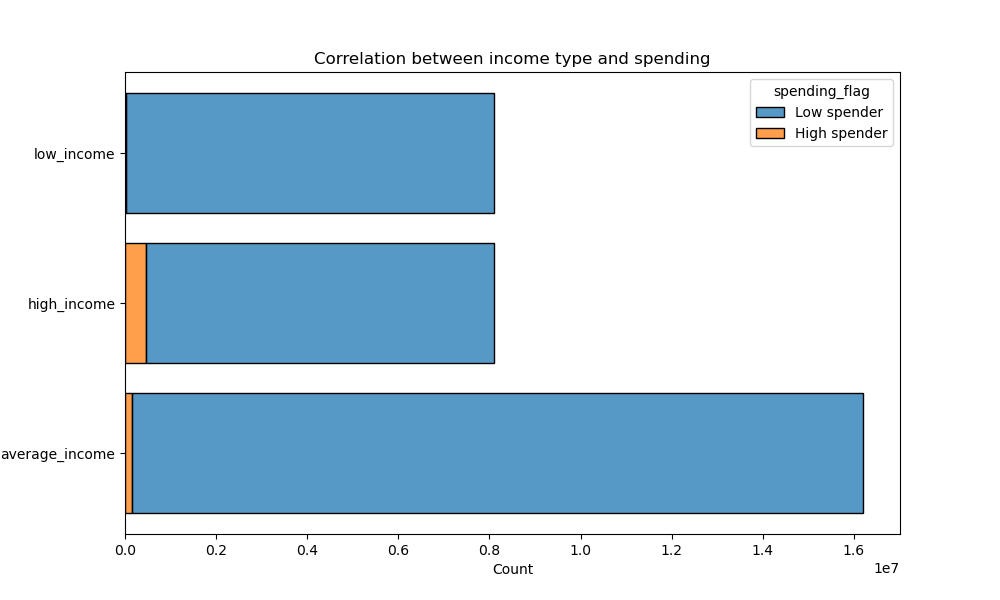 Correlation between income type and spending
spending_flag
Low spender
High spender
low_income
high_income
average_income
0.0 0.2 0.4 0.6 0.8 1.0 1.2 1.4 1.6
1e7
Count